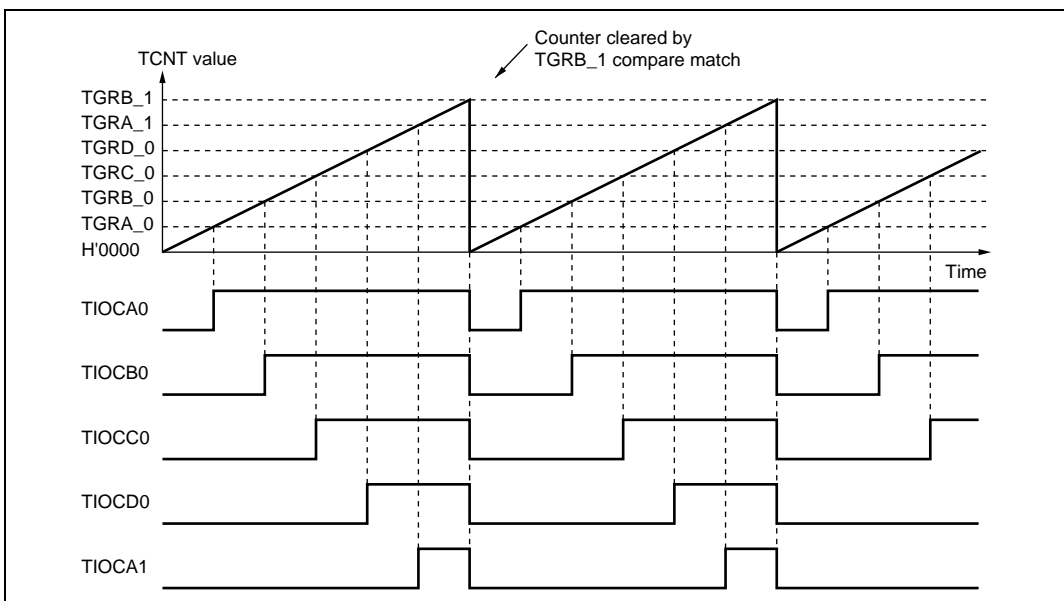 Counter cleared by
TGRB_1 compare match
TCNT value
TGRB_1
TGRA_1
TGRD_0
TGRC_0
TGRB_0
TGRA_0
H'0000
Time
TIOCA0
TIOCB0
TIOCC0
TIOCD0
TIOCA1